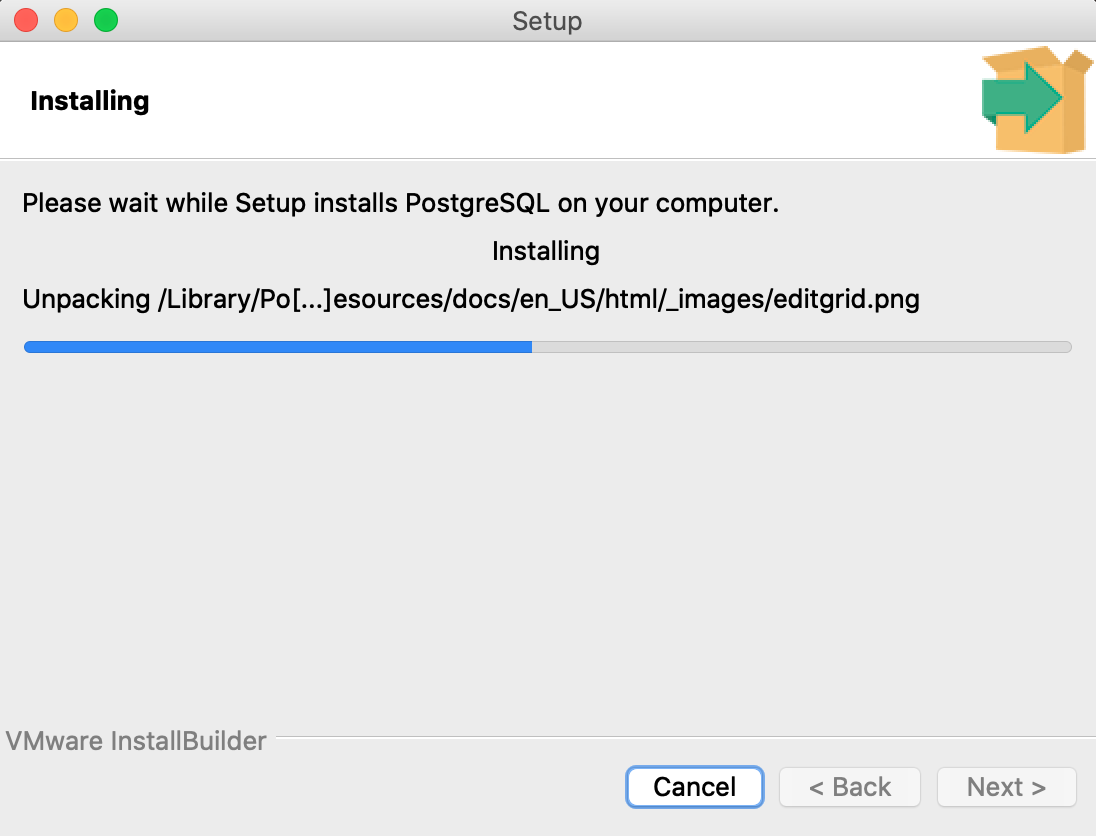 Setup
Installing
Please wait while Setup installs PostgreSQL on your computer.
Installing
Unpacking /Library/Po[...]esources/docs/en_US/html/_images/editgrid.png
VMware InstallBuilder
Cancel
< Back
Next >